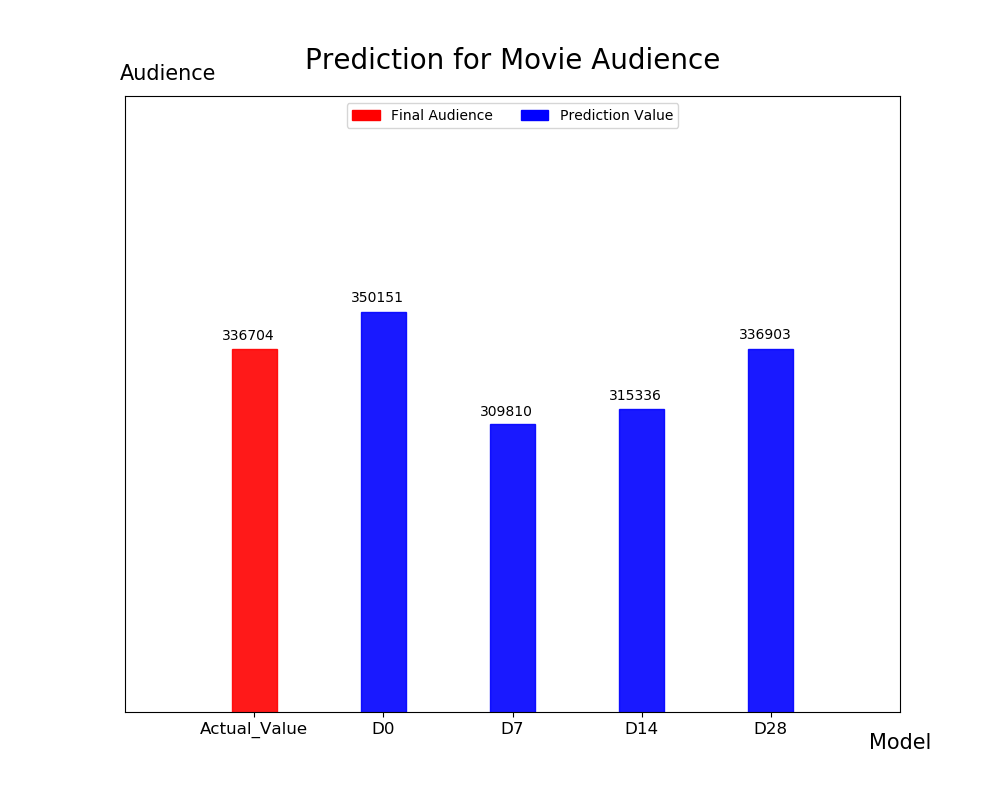 Prediction for Movie Audience
Audience
Final Audience Prediction Value
350151
336704
336903
315336
309810
Actual_Value D0 D7 D14 D28
Model